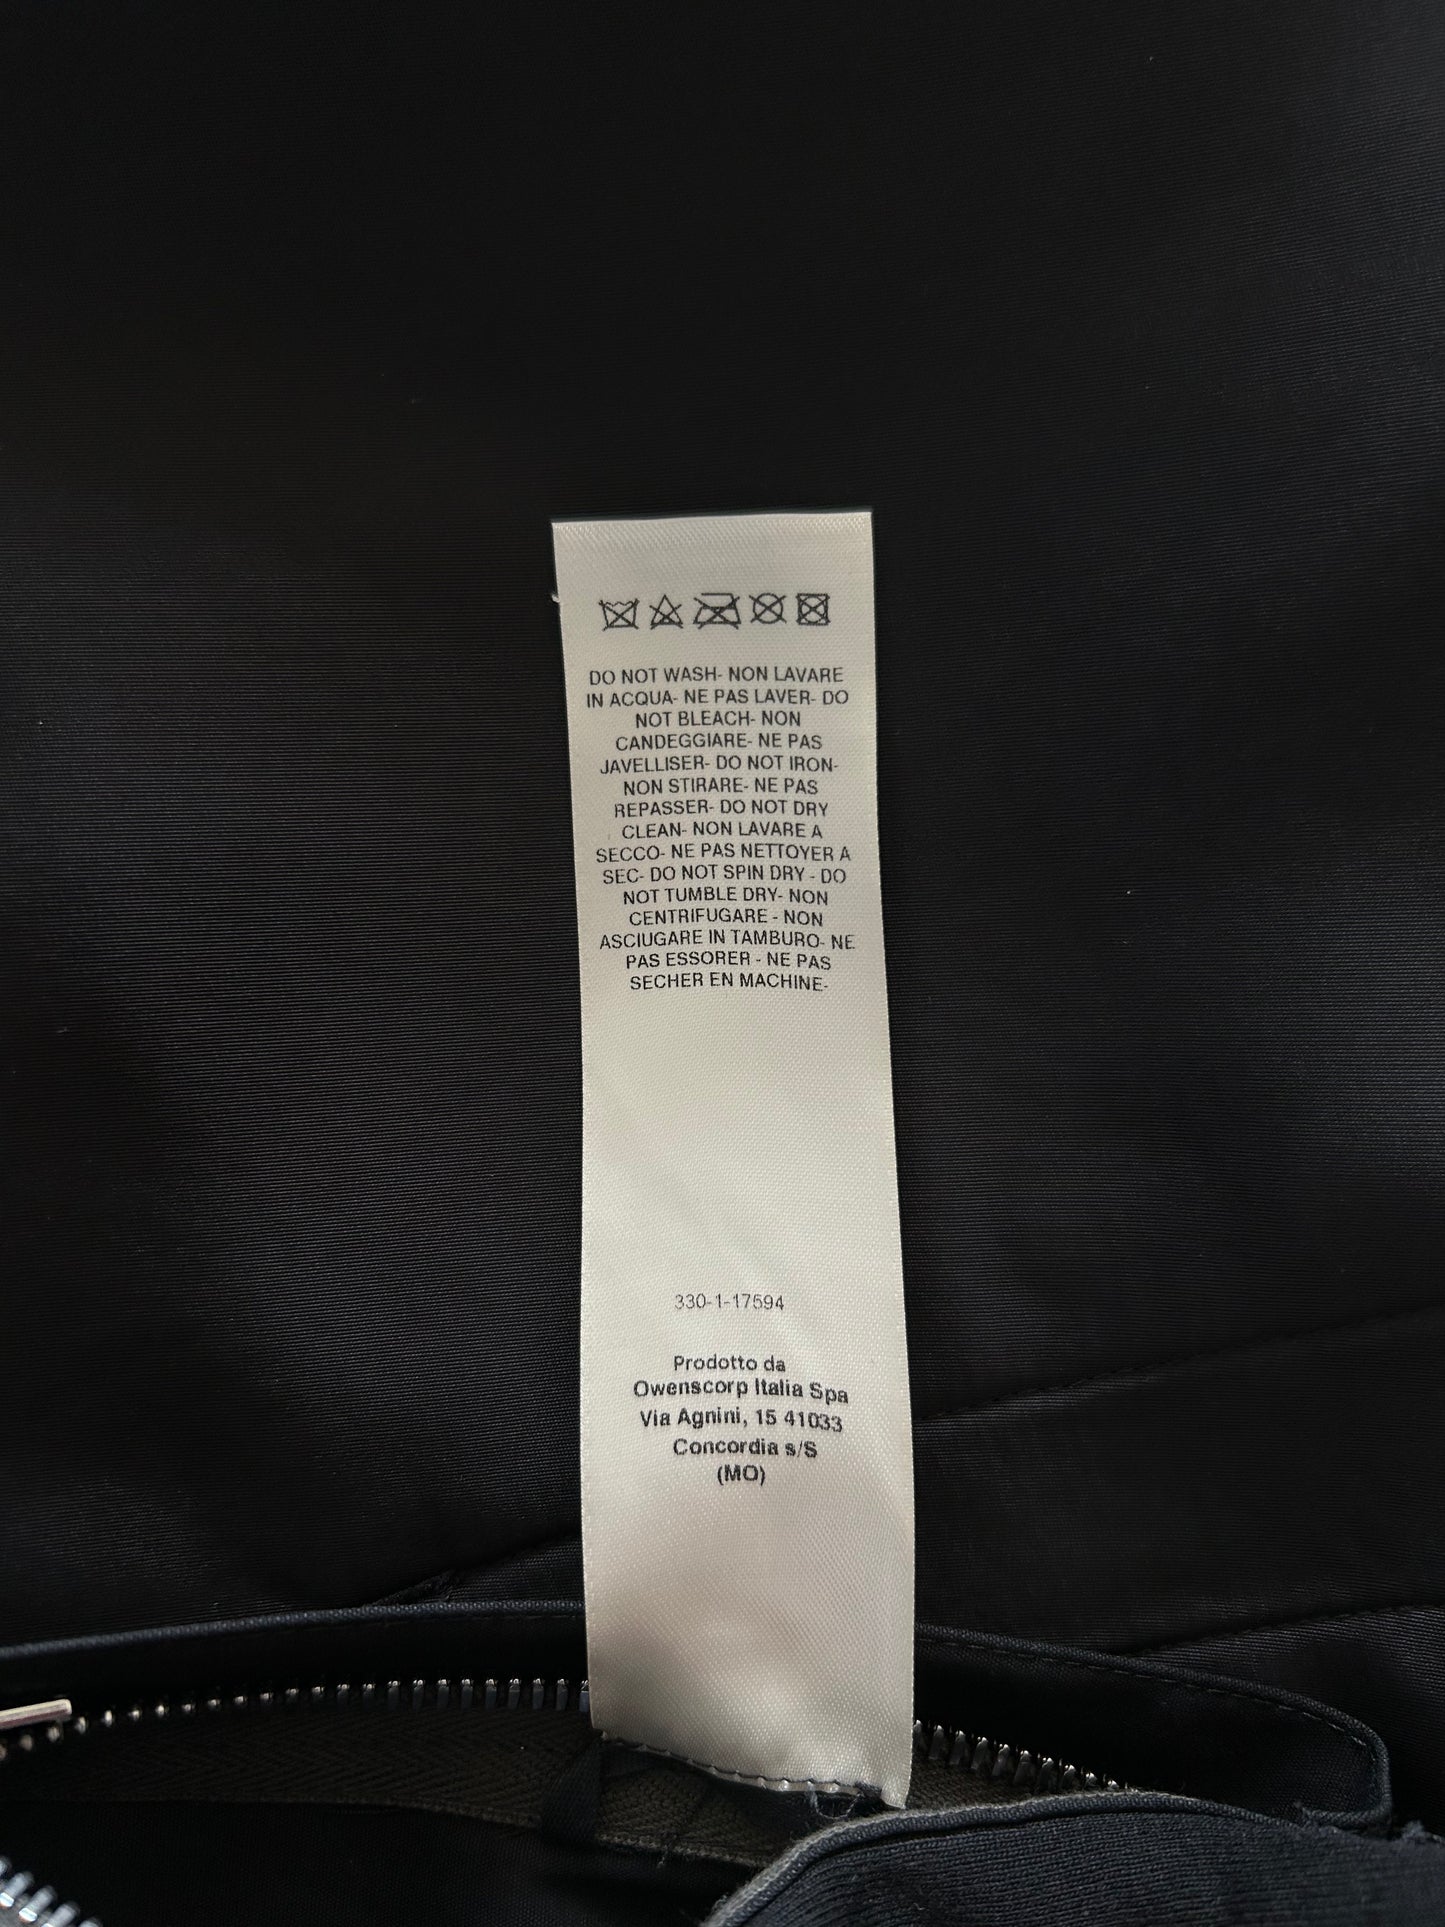 DO NOT WASH- NON LAVARE
IN ACQUA- NE PAS LAVER- DO
NOT BLEACH- NON
CANDEGGIARE- NE PAS
JAVELLISER- DO NOT IRON-
NON STIRARE- NE PAS
REPASSER- DO NOT DRY
CLEAN- NON LAVARE A
SECCO- NE PAS NETTOYER A
SEC- DO NOT SPIN DRY - DO
NOT TUMBLE DRY- NON
CENTRIFUGARE - NON
ASCIUGARE IN TAMBURO- NE
PAS ESSORER - NE PAS
SECHER EN MACHINE-
330-1-17594
Prodotto da
Owenscorp Italia Spa
Via Agnini, 15 41033
Concordia s/S
(MO)